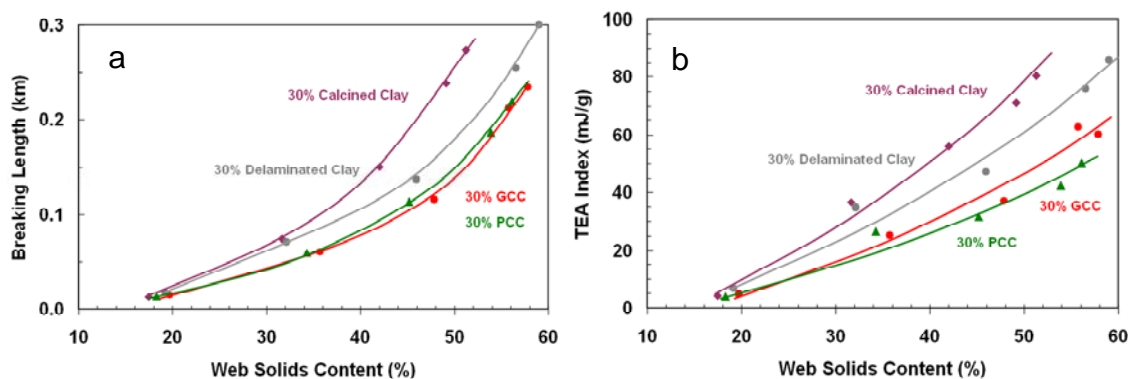 a
0.3
0.2
0.1
0.0
10 20 30 40 50 60
Breaking Length (km)
Web Solids Content (%)
30% Calcined Clay
30% Delaminated Clay
30% GCC
30% PCC
b
100
80
60
40
20
0
10 20 30 40 50 60
TEA Index (mJ/g)
Web Solids Content (%)
30% Calcined Clay
30% Delaminated Clay
30% GCC
30% PCC